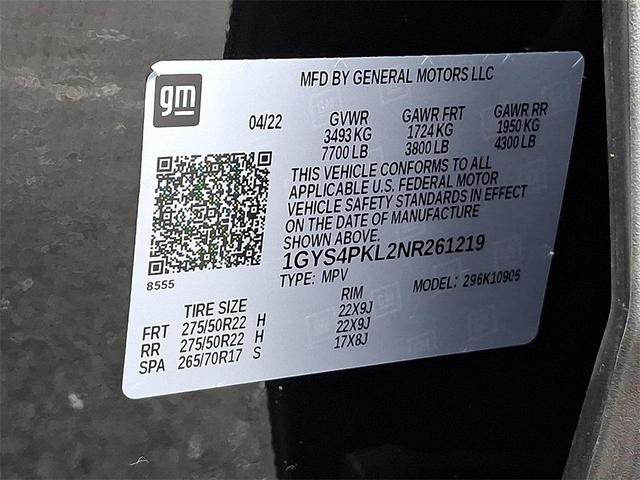 gm
MFD BY GENERAL MOTORS LLC
04/22
GVWR GAWR FRT GAWR RR
3493 KG 1724 KG 1950 KG
7700 LB 3800 LB 4300 LB
THIS VEHICLE CONFORMS TO ALL
APPLICABLE U.S. FEDERAL MOTOR
VEHICLE SAFETY STANDARDS IN EFFECT
ON THE DATE OF MANUFACTURE
SHOWN ABOVE.
1GYS4PKL2NR261219
8555
TYPE: MPV MODEL: 296K10906
TIRE SIZE RIM
FRT 275/50R22 H 22X9J
RR 275/50R22 H 22X9J
SPA 265/70R17 S 17X8J